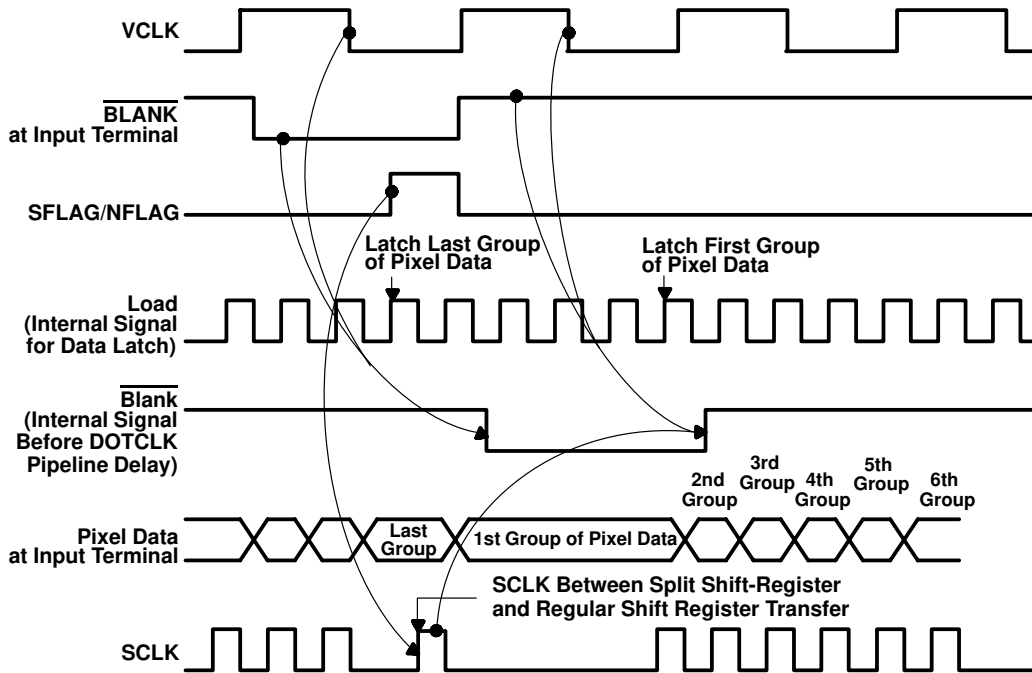 VCLK
BLANK
at Input Terminal
SFLAG/NFLAG
Latch Last Group
of Pixel Data
Latch First Group
of Pixel Data
Load
(Internal Signal
for Data Latch)
Blank
(Internal Signal
Before DOTCLK
Pipeline Delay)
2nd
Group
3rd
Group
4th
Group
5th
Group
6th
Group
Pixel Data
at Input Terminal
Last
Group
1st Group of Pixel Data
SCLK Between Split Shift-Register
and Regular Shift Register Transfer
SCLK